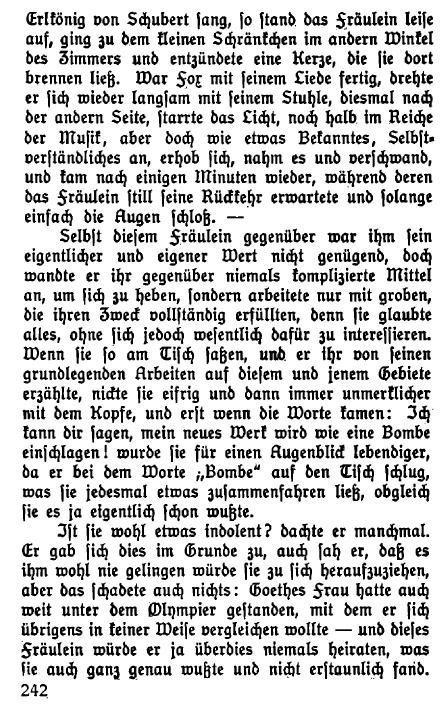 Erlkönig von Schubert sang, so stand das Fräulein leise
auf, ging zu dem kleinen Schränkchen im andern Winkel
des Zimmers und entzündete eine Kerze, die sie dort
brennen ließ. War Fox mit seinem Liede fertig, drehte
er sich wieder langsam mit seinem Stuhle, diesmal nach
der andern Seite, starrte das Licht, noch halb im Reiche
der Musik, aber doch wie etwas Bekanntes, Selbst-
verständliches an, erhob sich, nahm es und verschwand,
und kam nach einigen Minuten wieder, während deren
das Fräulein still seine Rückkehr erwartete und solange
einfach die Augen schloß. —
Selbst diesem Fräulein gegenüber war ihm sein
eigentlicher und eigener Wert nicht genügend, doch
wandte er ihr gegenüber niemals komplizierte Mittel
an, um sich zu heben, sondern arbeitete nur mit groben,
die ihren Zweck vollständig erfüllten, denn sie glaubte
alles, ohne sich jedoch wesentlich dafür zu interessieren.
Wenn sie so am Tisch saßen, und er ihr von seinen
grundlegenden Arbeiten auf diesem und jenem Gebiete
erzählte, nickte sie eifrig und dann immer unmerklicher
mit dem Kopfe, und erst wenn die Worte kamen: Ich
kann dir sagen, mein neues Werk wird wie eine Bombe
einschlagen! wurde sie für einen Augenblick lebendiger,
da er bei dem Worte „Bombe“ auf den Tisch schlug,
was sie jedesmal etwas zusammenfahren ließ, obgleich
sie es ja eigentlich schon wußte.
Ist sie wohl etwas indolent? dachte er manchmal.
Er gab sich dies im Grunde zu, auch sah er, daß es
ihm wohl nie gelingen würde sie zu sich heraufzuziehen,
aber das schadete auch nichts: Goethes Frau hatte auch
weit unter dem Olympier gestanden, mit dem er sich
übrigens in keiner Weise vergleichen wollte — und dieses
Fräulein würde er ja überdies niemals heiraten, was
sie auch ganz genau wußte und nicht erstaunlich fand.
242